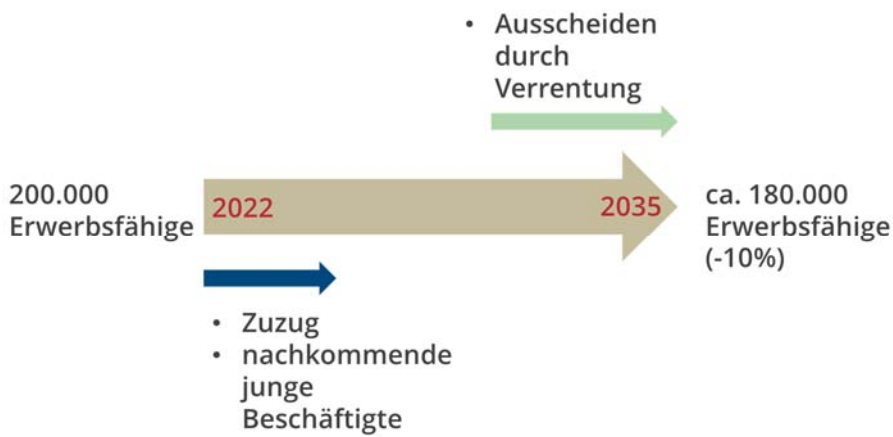 • Ausscheiden
durch
Verrentung
200.000
Erwerbsfähige
2022
2035
ca. 180.000
Erwerbsfähige
(-10%)
• Zuzug
• nachkommende
junge
Beschäftigte